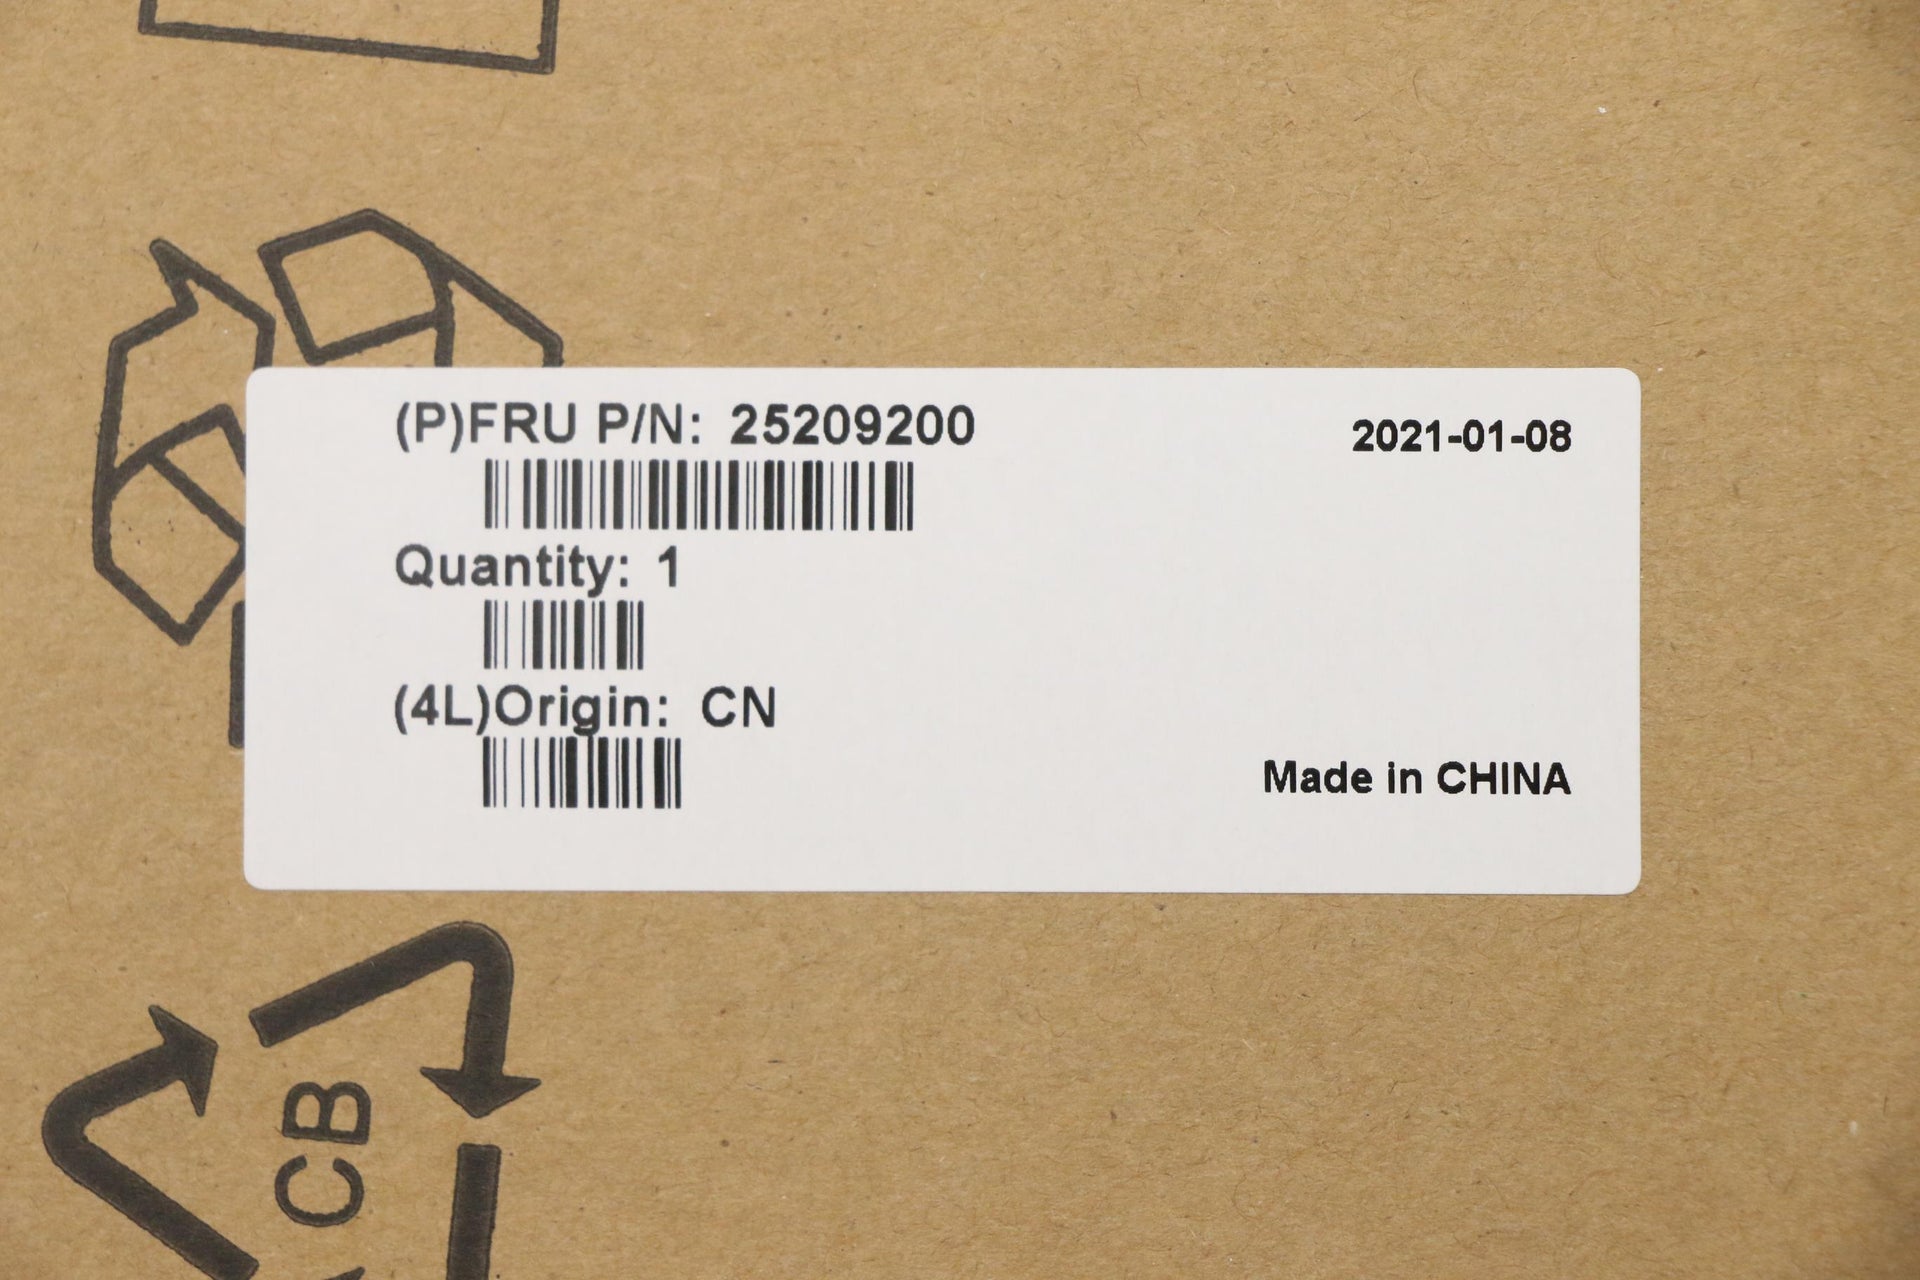 (P)FRU P/N: 25209200
2021-01-08
Quantity: 1
(4L)Origin: CN
Made in CHINA
CB